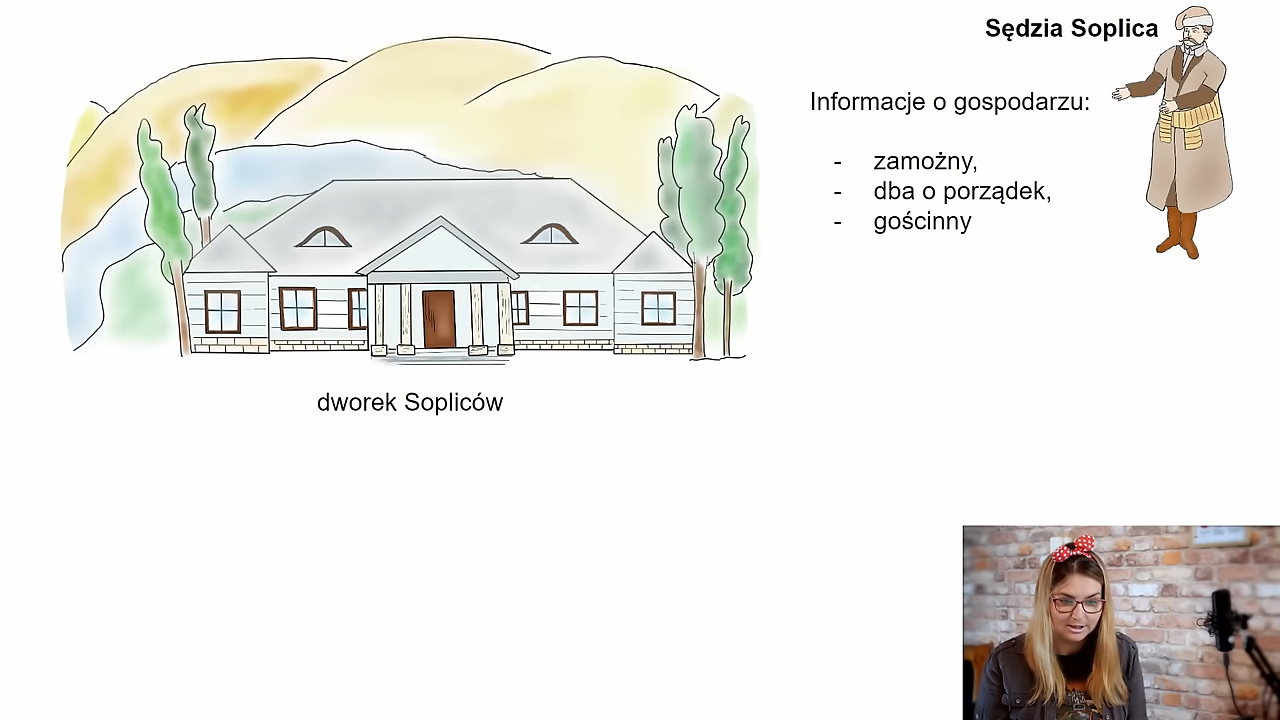 Sędzia Soplica
Informacje o gospodarzu:
- zamożny,
- dba o porządek,
- gościnny
dworek Sopliców